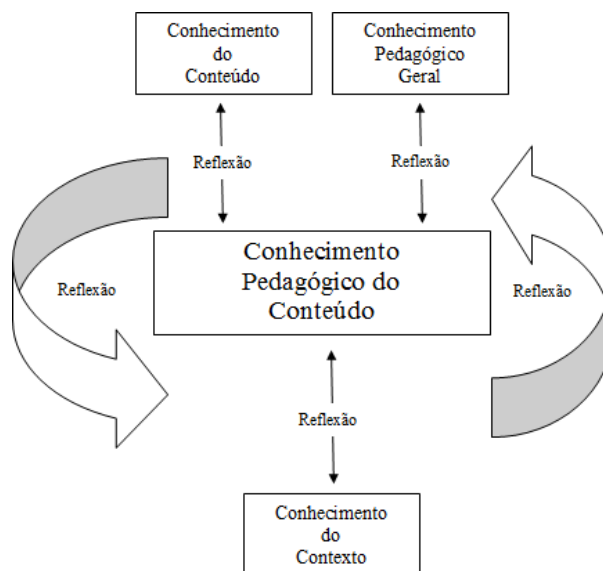 Conhecimento
do
Conteúdo
Conhecimento
Pedagógico
Geral
Reflexão
Reflexão
Conhecimento
Pedagógico do
Conteúdo
Reflexão
Reflexão
Reflexão
Conhecimento
do
Contexto